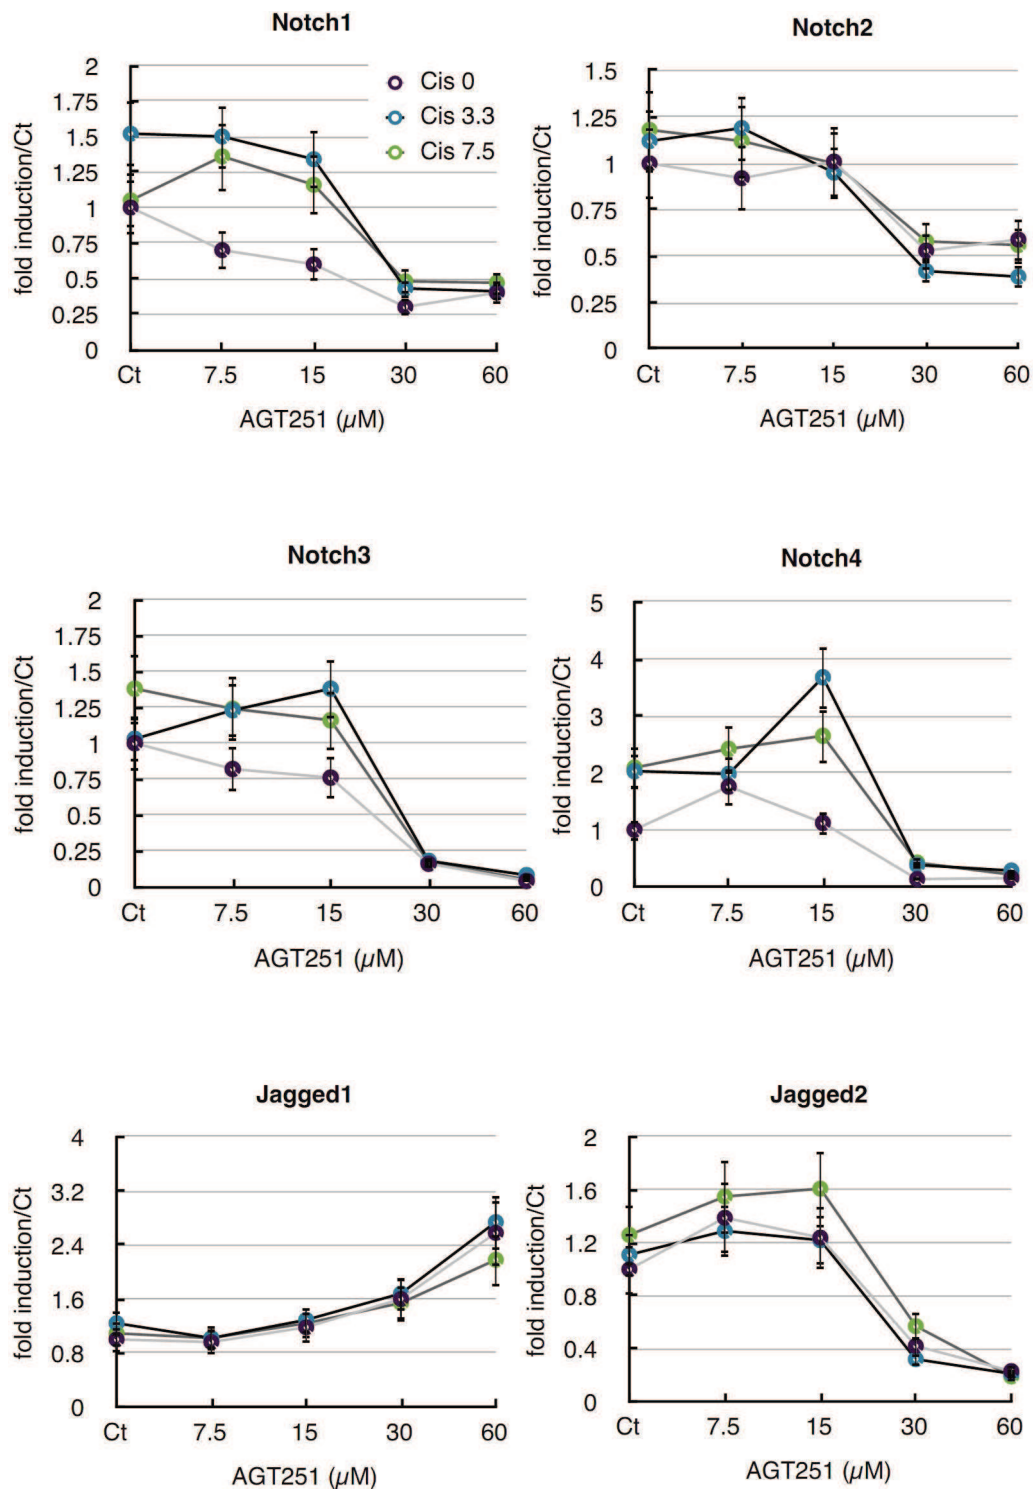 Notch1
2
1.75
1.5
1.25
1
0.75
0.5
0.25
0
fold induction/Ct
Cis 0
Cis 3.3
Cis 7.5
Ct 7.5 15 30 60
AGT251 (µM)
Notch2
1.5
1.25
1
0.75
0.5
0.25
0
fold induction/Ct
Ct 7.5 15 30 60
AGT251 (µM)
Notch3
2
1.75
1.5
1.25
1
0.75
0.5
0.25
0
fold induction/Ct
Ct 7.5 15 30 60
AGT251 (µM)
Notch4
5
4
3
2
1
0
fold induction/Ct
Ct 7.5 15 30 60
AGT251 (µM)
Jagged1
4
3.2
2.4
1.6
0.8
0
fold induction/Ct
Ct 7.5 15 30 60
AGT251 (µM)
Jagged2
2
1.6
1.2
0.8
0.4
0
fold induction/Ct
Ct 7.5 15 30 60
AGT251 (µM)